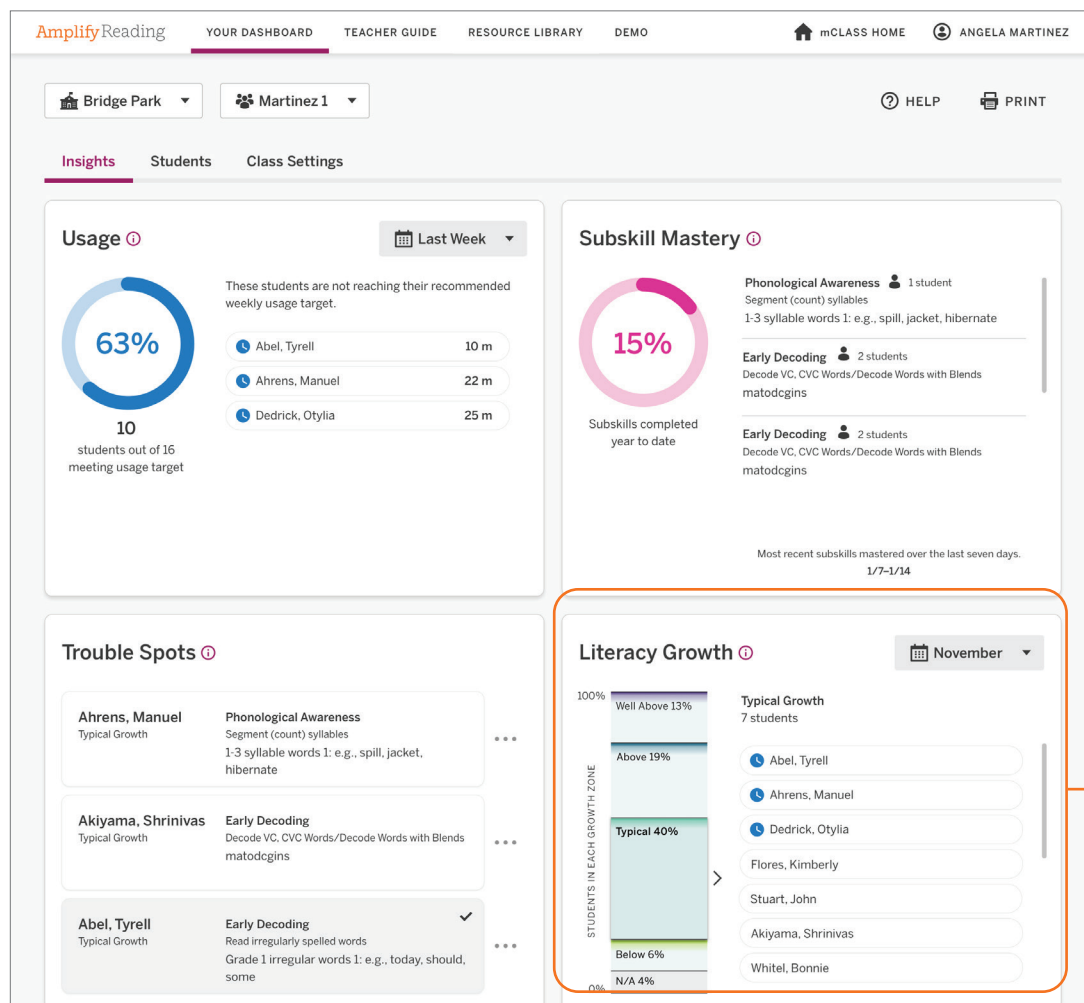 AmplifyReading YOUR DASHBOARD TEACHER GUIDE RESOURCE LIBRARY DEMO mCLASS HOME ANGELA MARTINEZ
Bridge Park Martinez 1 HELP PRINT
Insights Students Class Settings
Usage
Last Week
63%
10
students out of 16
meeting usage target
These students are not reaching their recommended
weekly usage target.
Abel, Tyrell 10 m
Ahrens, Manuel 22 m
Dedrick, Otylia 25 m
Subskill Mastery
15%
Subskills completed
year to date
Phonological Awareness 1 student
Segment (count) syllables
1-3 syllable words 1: e.g., spill, jacket, hibernate
Early Decoding 2 students
Decode VC, CVC Words/Decode Words with Blends
matodcgins
Early Decoding 2 students
Decode VC, CVC Words/Decode Words with Blends
matodcgins
Most recent subskills mastered over the last seven days.
1/7–1/14
Trouble Spots
Ahrens, Manuel
Typical Growth
Phonological Awareness
Segment (count) syllables
1-3 syllable words 1: e.g., spill, jacket,
hibernate
Akiyama, Shrinivas
Typical Growth
Early Decoding
Decode VC, CVC Words/Decode Words with Blends
matodcgins
Abel, Tyrell
Typical Growth
Early Decoding
Read irregularly spelled words
Grade 1 irregular words 1: e.g., today, should,
some
Literacy Growth
November
STUDENTS IN EACH GROWTH ZONE
100%
Well Above 13%
Above 19%
Typical 40%
Below 6%
N/A 4%
0%
Typical Growth
7 students
Abel, Tyrell
Ahrens, Manuel
Dedrick, Otylia
Flores, Kimberly
Stuart, John
Akiyama, Shrinivas
Whitel, Bonnie